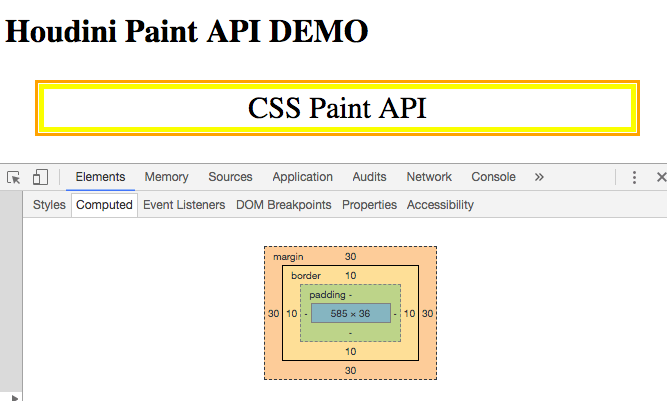 Houdini Paint API DEMO
CSS Paint API
Elements Memory Sources Application Audits Network Console »
Styles Computed Event Listeners DOM Breakpoints Properties Accessibility
margin 30
border 10
padding -
30 10 - 585 × 36 - 10 30
-
10
30